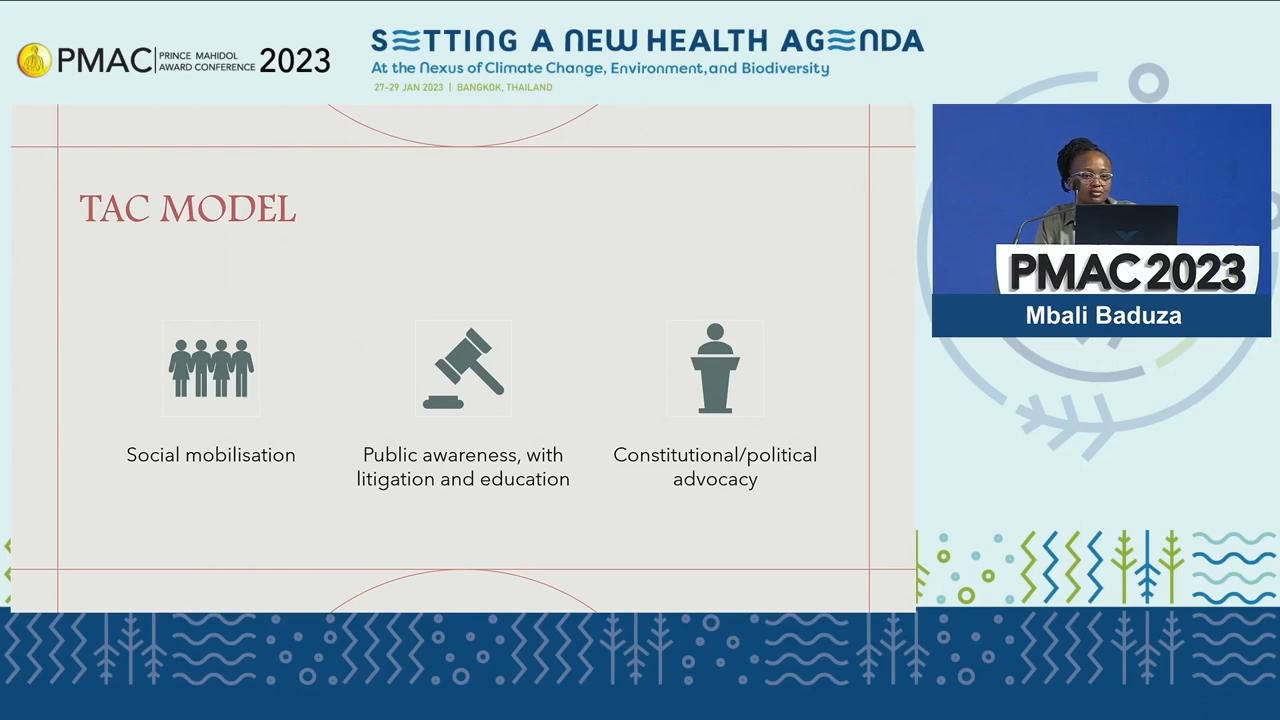 PMAC
PRINCE MAHIDOL
AWARD CONFERENCE
2023
SETTING A NEW HEALTH AGENDA
At the Nexus of Climate Change, Environment, and Biodiversity
27-29 JAN 2023 | BANGKOK, THAILAND
TAC MODEL
Social mobilisation
Public awareness, with
litigation and education
Constitutional/political
advocacy
PMAC 2023
Mbali Baduza